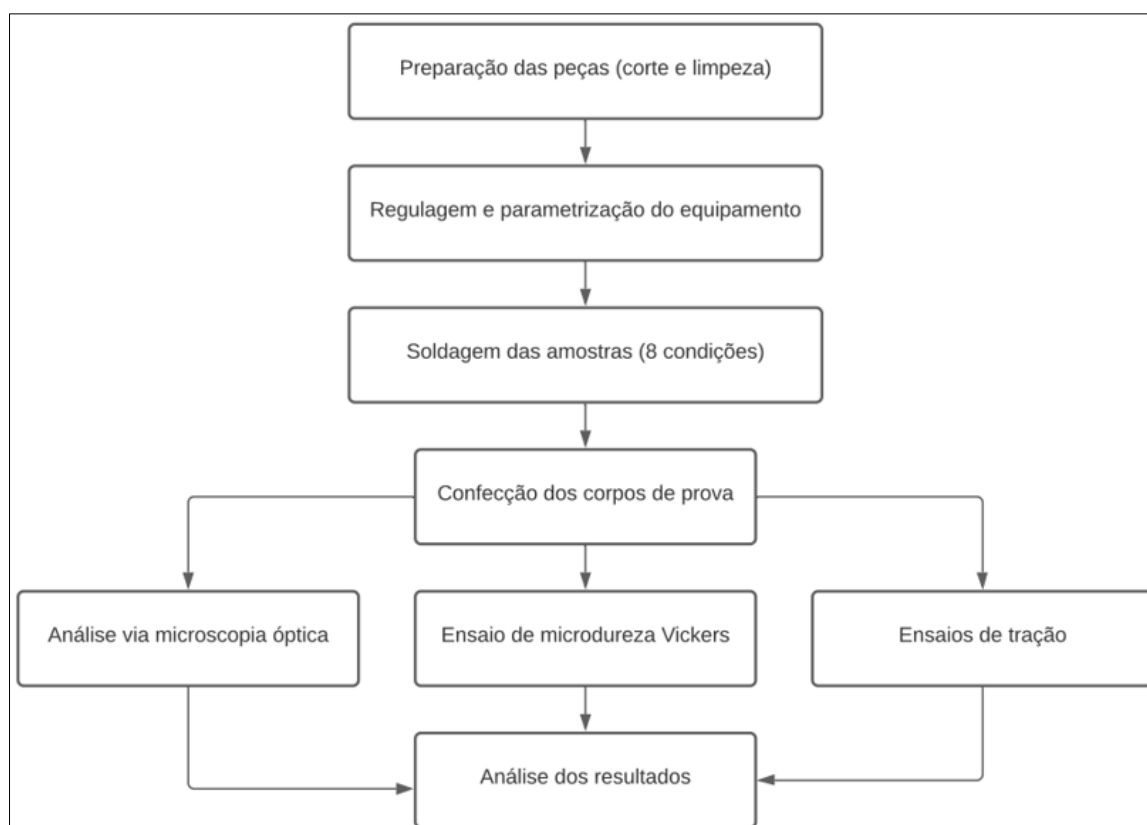 Preparação das peças (corte e limpeza)
Regulagem e parametrização do equipamento
Soldagem das amostras (8 condições)
Confecção dos corpos de prova
Análise via microscopia óptica
Ensaio de microdureza Vickers
Ensaios de tração
Análise dos resultados